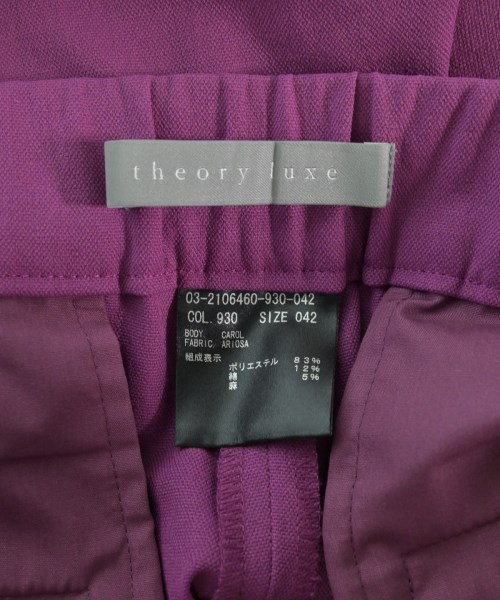 theory luxe
03-2106460-930-042
COL. 930 SIZE 042
BODY. CAROL
FABRIC. ARIOSA
組成表示
ポリエステル 83%
綿 12%
麻 5%